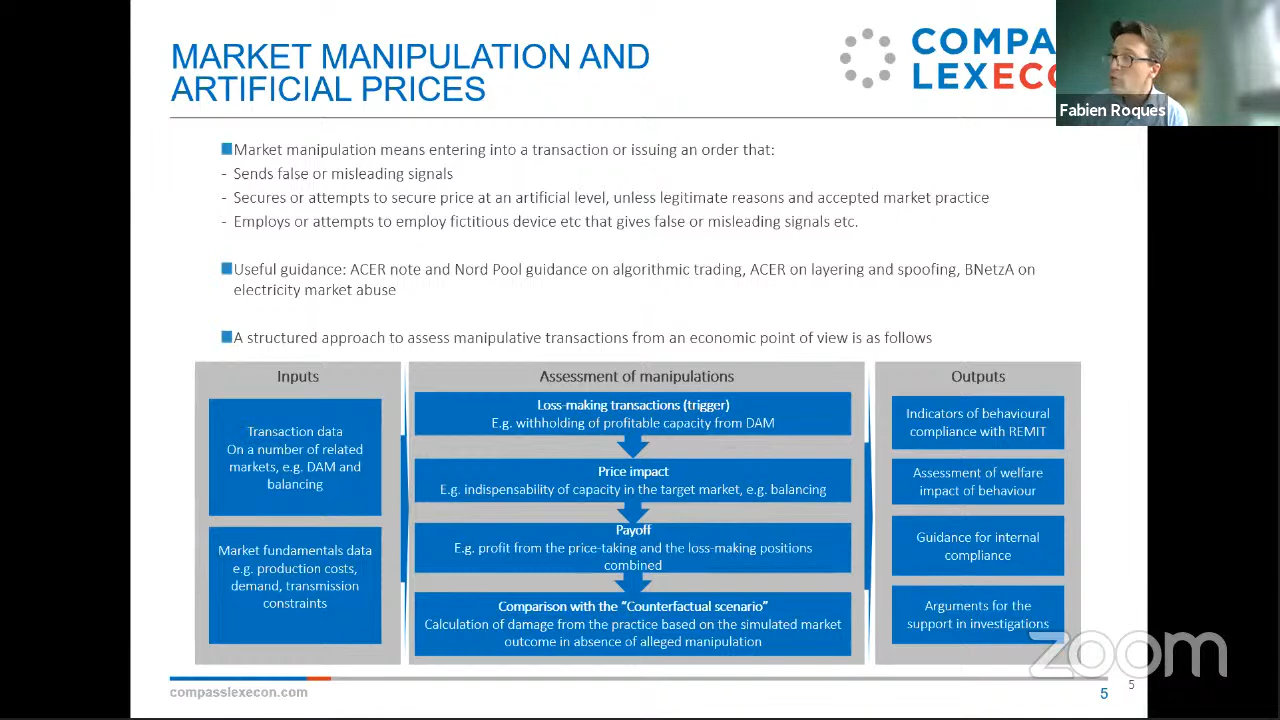 MARKET MANIPULATION AND
ARTIFICIAL PRICES
COMPA
LEXECO
Fabien Roques
Market manipulation means entering into a transaction or issuing an order that:
- Sends false or misleading signals
- Secures or attempts to secure price at an artificial level, unless legitimate reasons and accepted market practice
- Employs or attempts to employ fictitious device etc that gives false or misleading signals etc.
Useful guidance: ACER note and Nord Pool guidance on algorithmic trading, ACER on layering and spoofing, BNetzA on
electricity market abuse
A structured approach to assess manipulative transactions from an economic point of view is as follows
Inputs
Transaction data
On a number of related
markets, e.g. DAM and
balancing
Market fundamentals data
e.g. production costs,
demand, transmission
constraints
Assessment of manipulations
Loss-making transactions (trigger)
E.g. withholding of profitable capacity from DAM
Price impact
E.g. indispensability of capacity in the target market, e.g. balancing
Payoff
E.g. profit from the price-taking and the loss-making positions
combined
Comparison with the “Counterfactual scenario”
Calculation of damage from the practice based on the simulated market
outcome in absence of alleged manipulation
Outputs
Indicators of behavioural
compliance with REMIT
Assessment of welfare
impact of behaviour
Guidance for internal
compliance
Arguments for the
support in investigations
zoom
compasslexecon.com
5
5